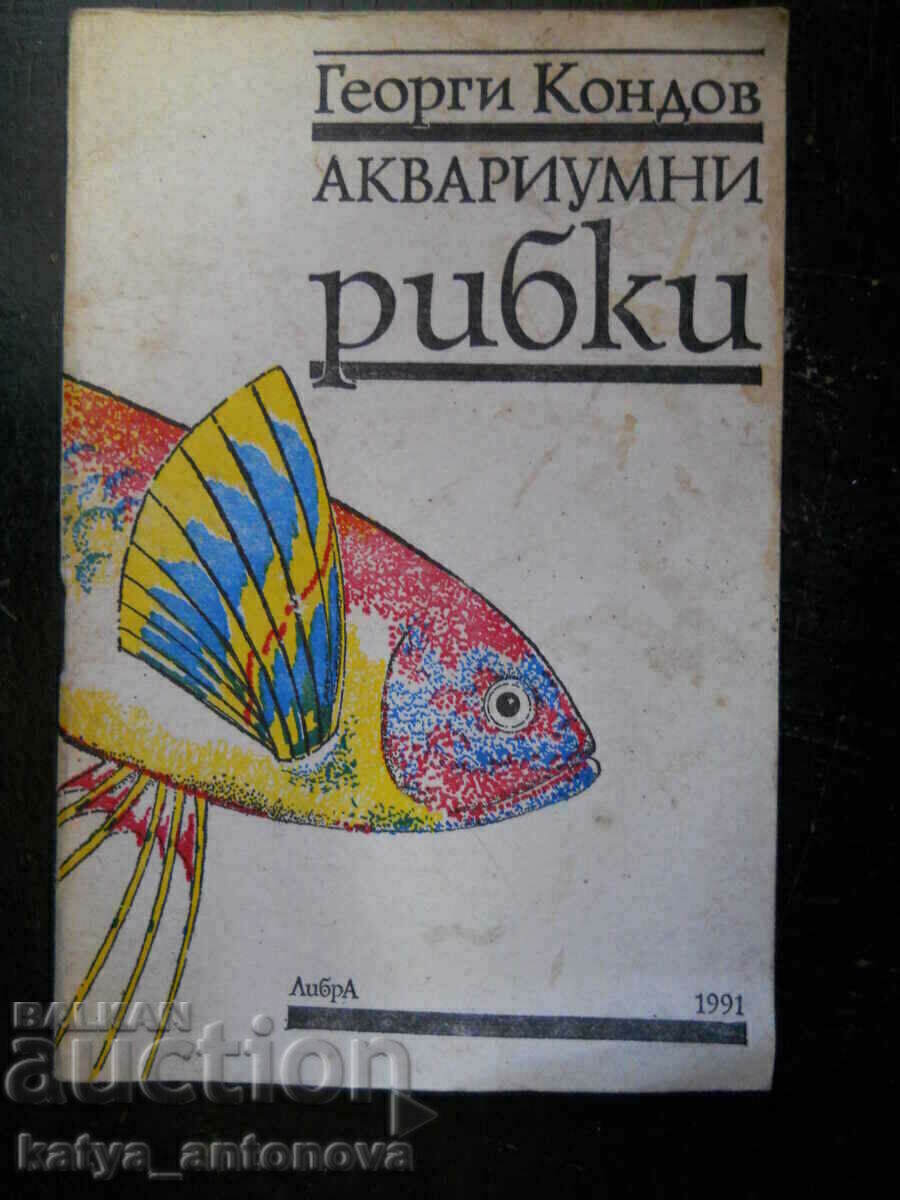 Георги Кондов
АКВАРИУМНИ
рибки
ЛибрА
1991
BALKAN
auction
katya_antonova